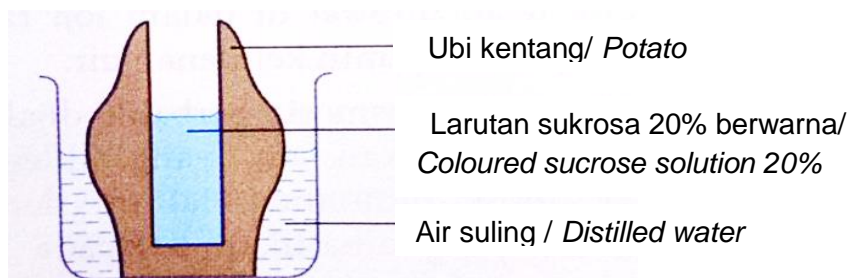 Ubi kentang/ Potato
Larutan sukrosa 20% berwarna/
Coloured sucrose solution 20%
Air suling / Distilled water